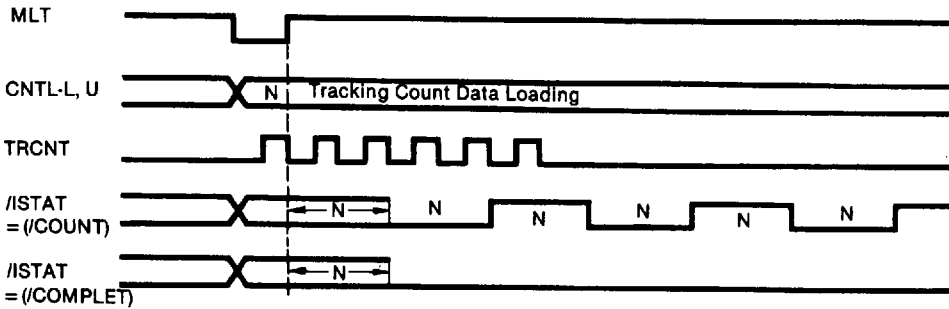 MLT
CNTL-L, U
N Tracking Count Data Loading
TRCNT
/ISTAT
=(/COUNT)
N N N N N N
/ISTAT
=(/COMPLET)
N